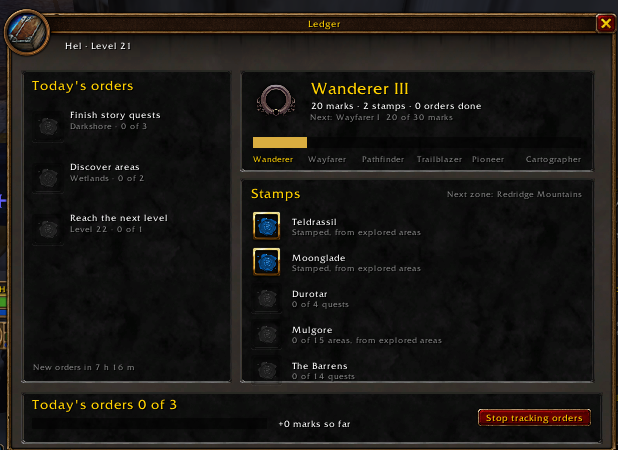 Ledger
Hel · Level 21
Today's orders
Finish story quests
Darkshore · 0 of 3
Discover areas
Wetlands · 0 of 2
Reach the next level
Level 22 · 0 of 1
New orders in 7 h 16 m
Wanderer III
20 marks · 2 stamps · 0 orders done
Next: Wayfarer I 20 of 30 marks
Wanderer Wayfarer Pathfinder Trailblazer Pioneer Cartographer
Stamps
Next zone: Redridge Mountains
Teldrassil
Stamped, from explored areas
Moonglade
Stamped, from explored areas
Durotar
0 of 4 quests
Mulgore
0 of 15 areas, from explored areas
The Barrens
0 of 14 quests
Today's orders 0 of 3
+0 marks so far
Stop tracking orders